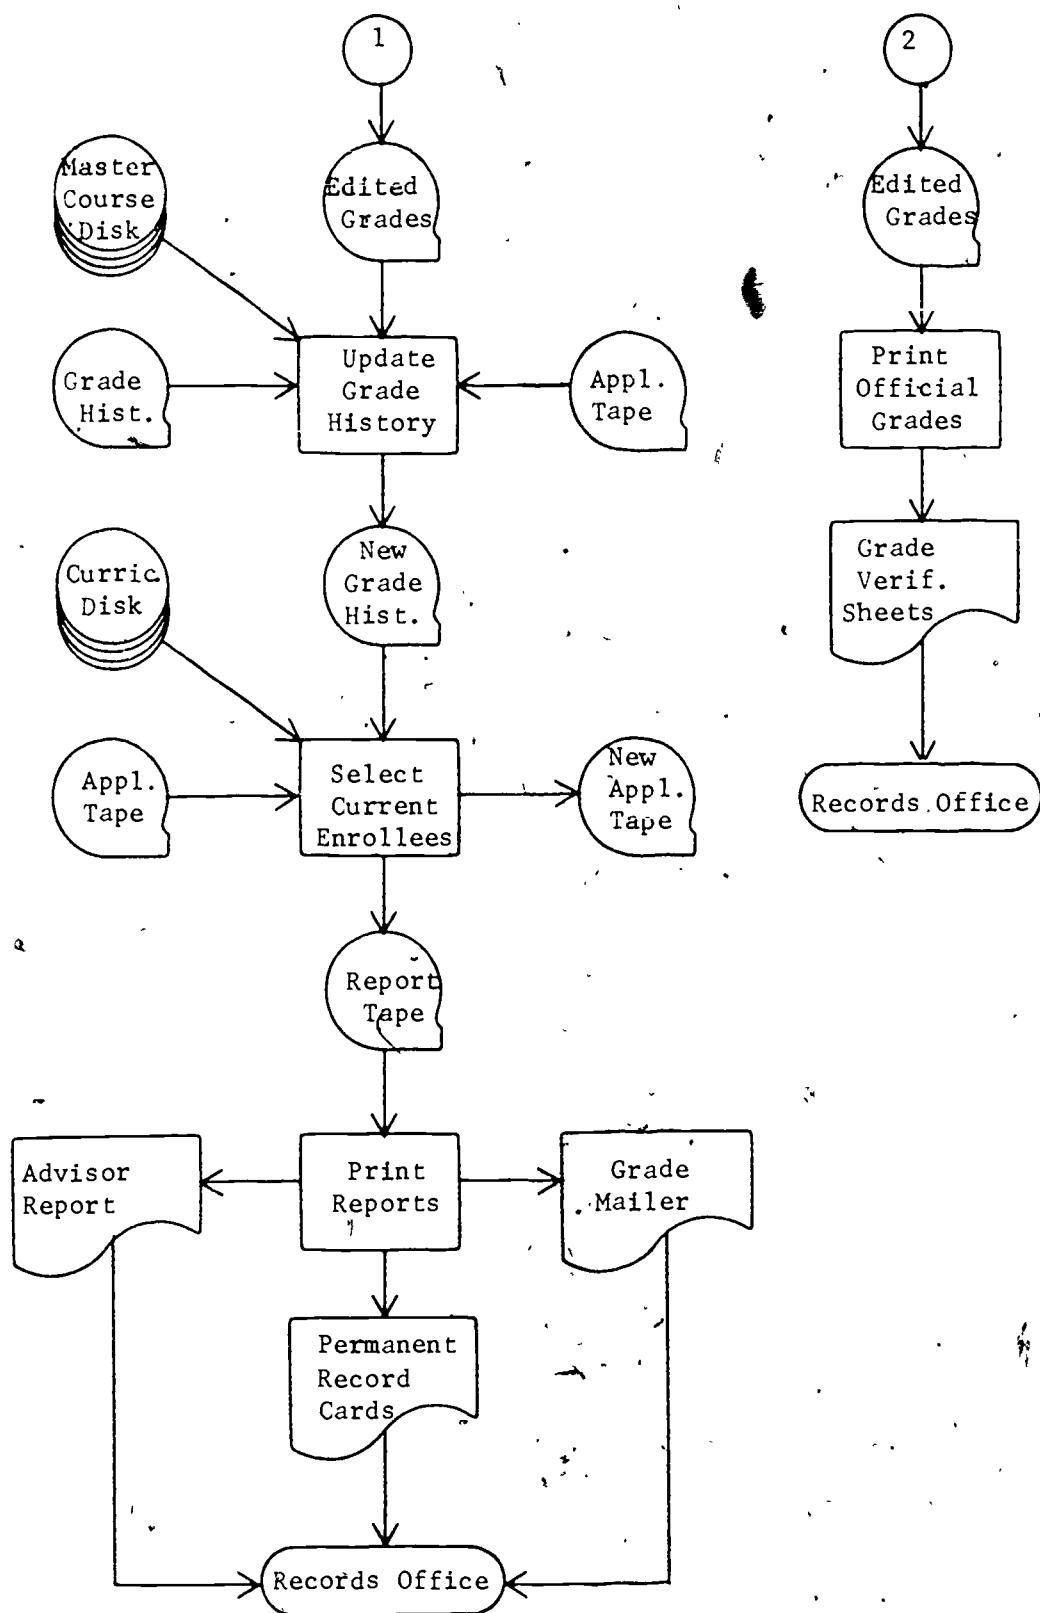 1
2
Master
Course
Disk
Edited
Grades
Edited
Grades
Grade
Hist.
Update
Grade
History
Appl.
Tape
Print
Official
Grades
Curric.
Disk
New
Grade
Hist.
Grade
Verif.
Sheets
Appl.
Tape
Select
Current
Enrollees
New
Appl.
Tape
Records Office
Report
Tape
Advisor
Report
Print
Reports
Grade
Mailer
Permanent
Record
Cards
Records Office